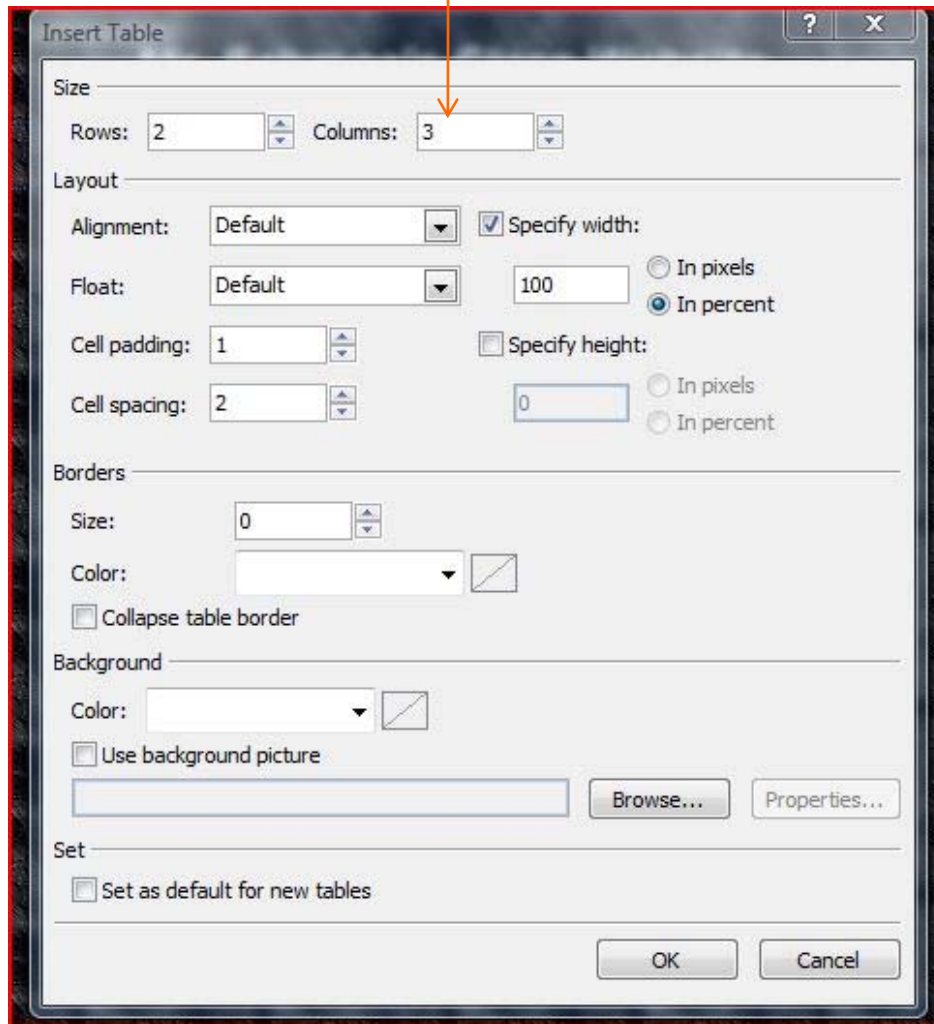 Insert Table
?
X
Size
Rows: 2 Columns: 3
Layout
Alignment: Default Specify width:
Float: Default 100 In pixels
In percent
Cell padding: 1 Specify height:
Cell spacing: 2 0 In pixels
In percent
Borders
Size: 0
Color:
Collapse table border
Background
Color:
Use background picture
Browse... Properties...
Set
Set as default for new tables
OK Cancel